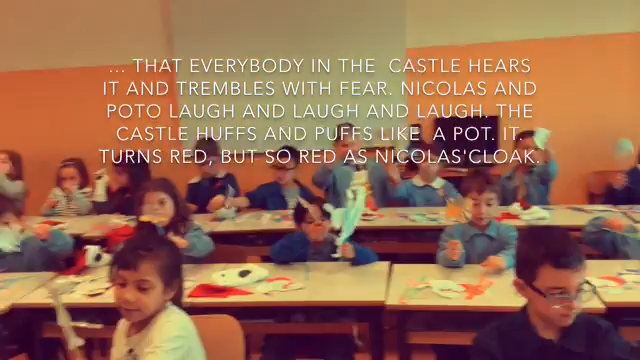 ... THAT EVERYBODY IN THE CASTLE HEARS
IT AND TREMBLES WITH FEAR. NICOLAS AND
POTO LAUGH AND LAUGH AND LAUGH. THE
CASTLE HUFFS AND PUFFS LIKE A POT. IT.
TURNS RED, BUT SO RED AS NICOLAS'CLOAK.